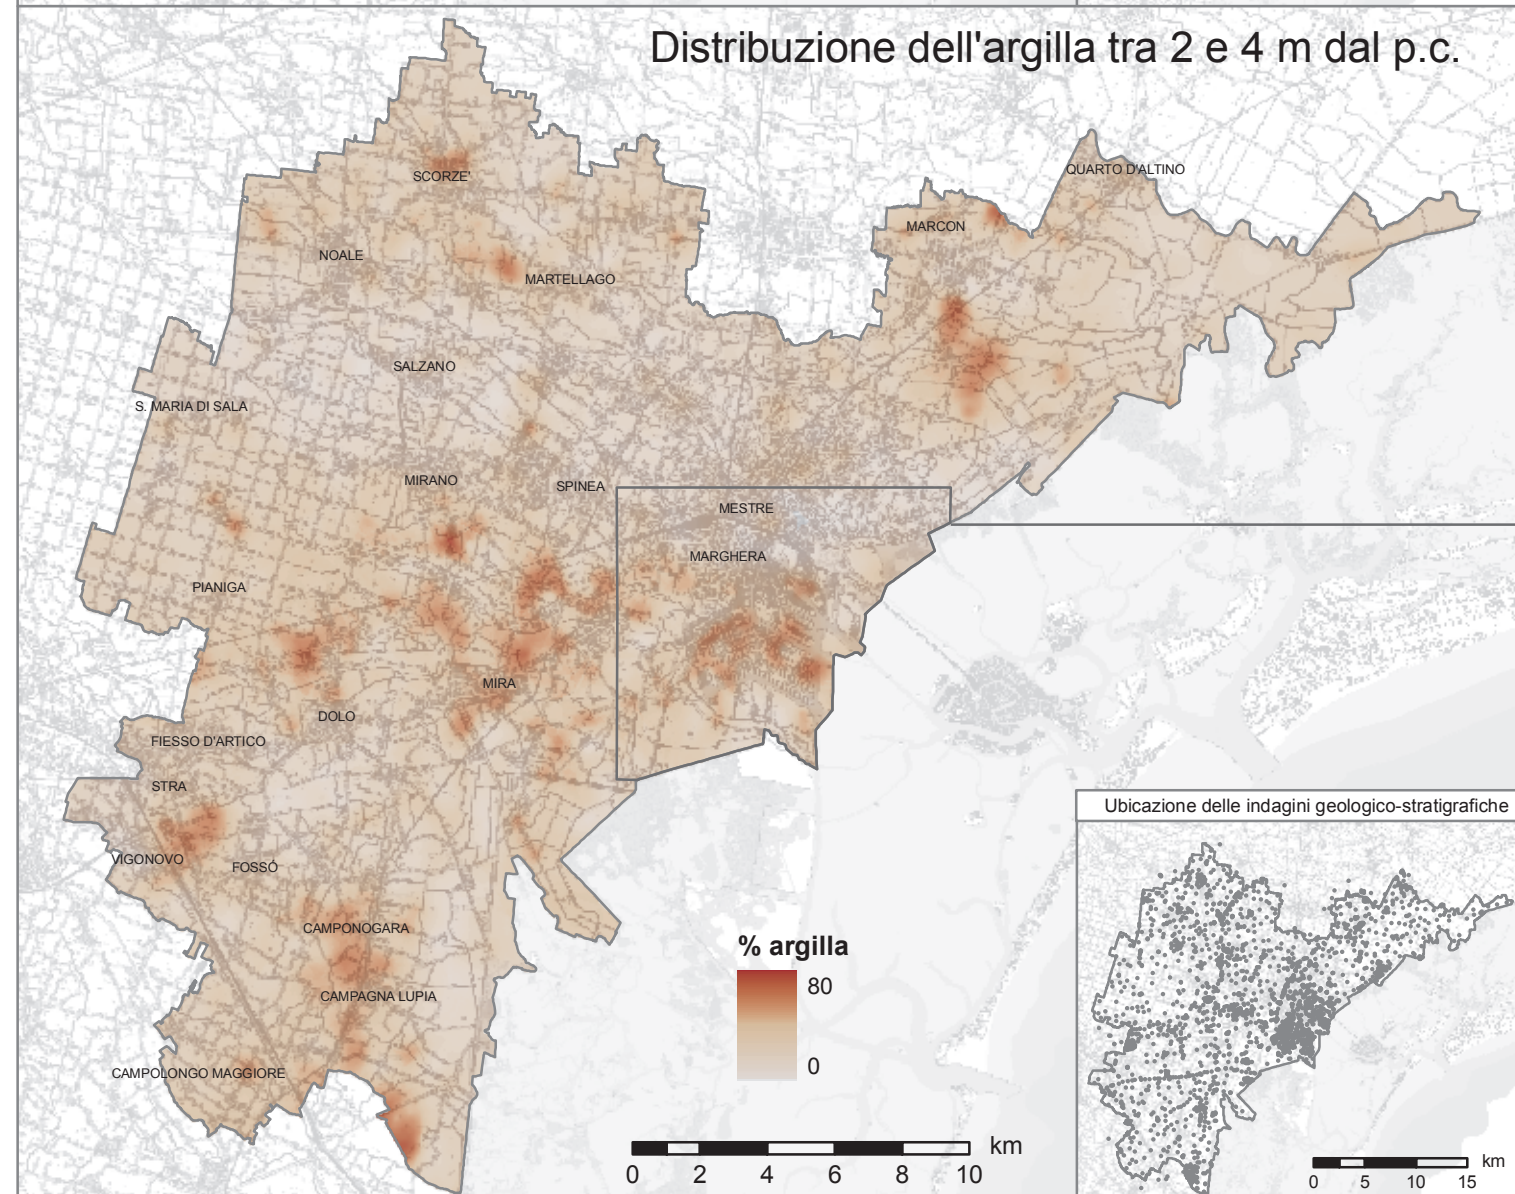 Distribuzione dell'argilla tra 2 e 4 m dal p.c.
QUARTO D'ALTINO
SCORZE'
MARCON
NOALE
MARTELLAGO
SALZANO
S. MARIA DI SALA
MIRANO
SPINEA
MESTRE
MARGHERA
PIANIGA
MIRA
DOLO
FIESSO D'ARTICO
STRA
VIGONOVO
FOSSÓ
CAMPONOGARA
CAMPAGNA LUPIA
CAMPOLONGO MAGGIORE
% argilla
80
0
km
0 2 4 6 8 10
Ubicazione delle indagini geologico-stratigrafiche
km
0 5 10 15